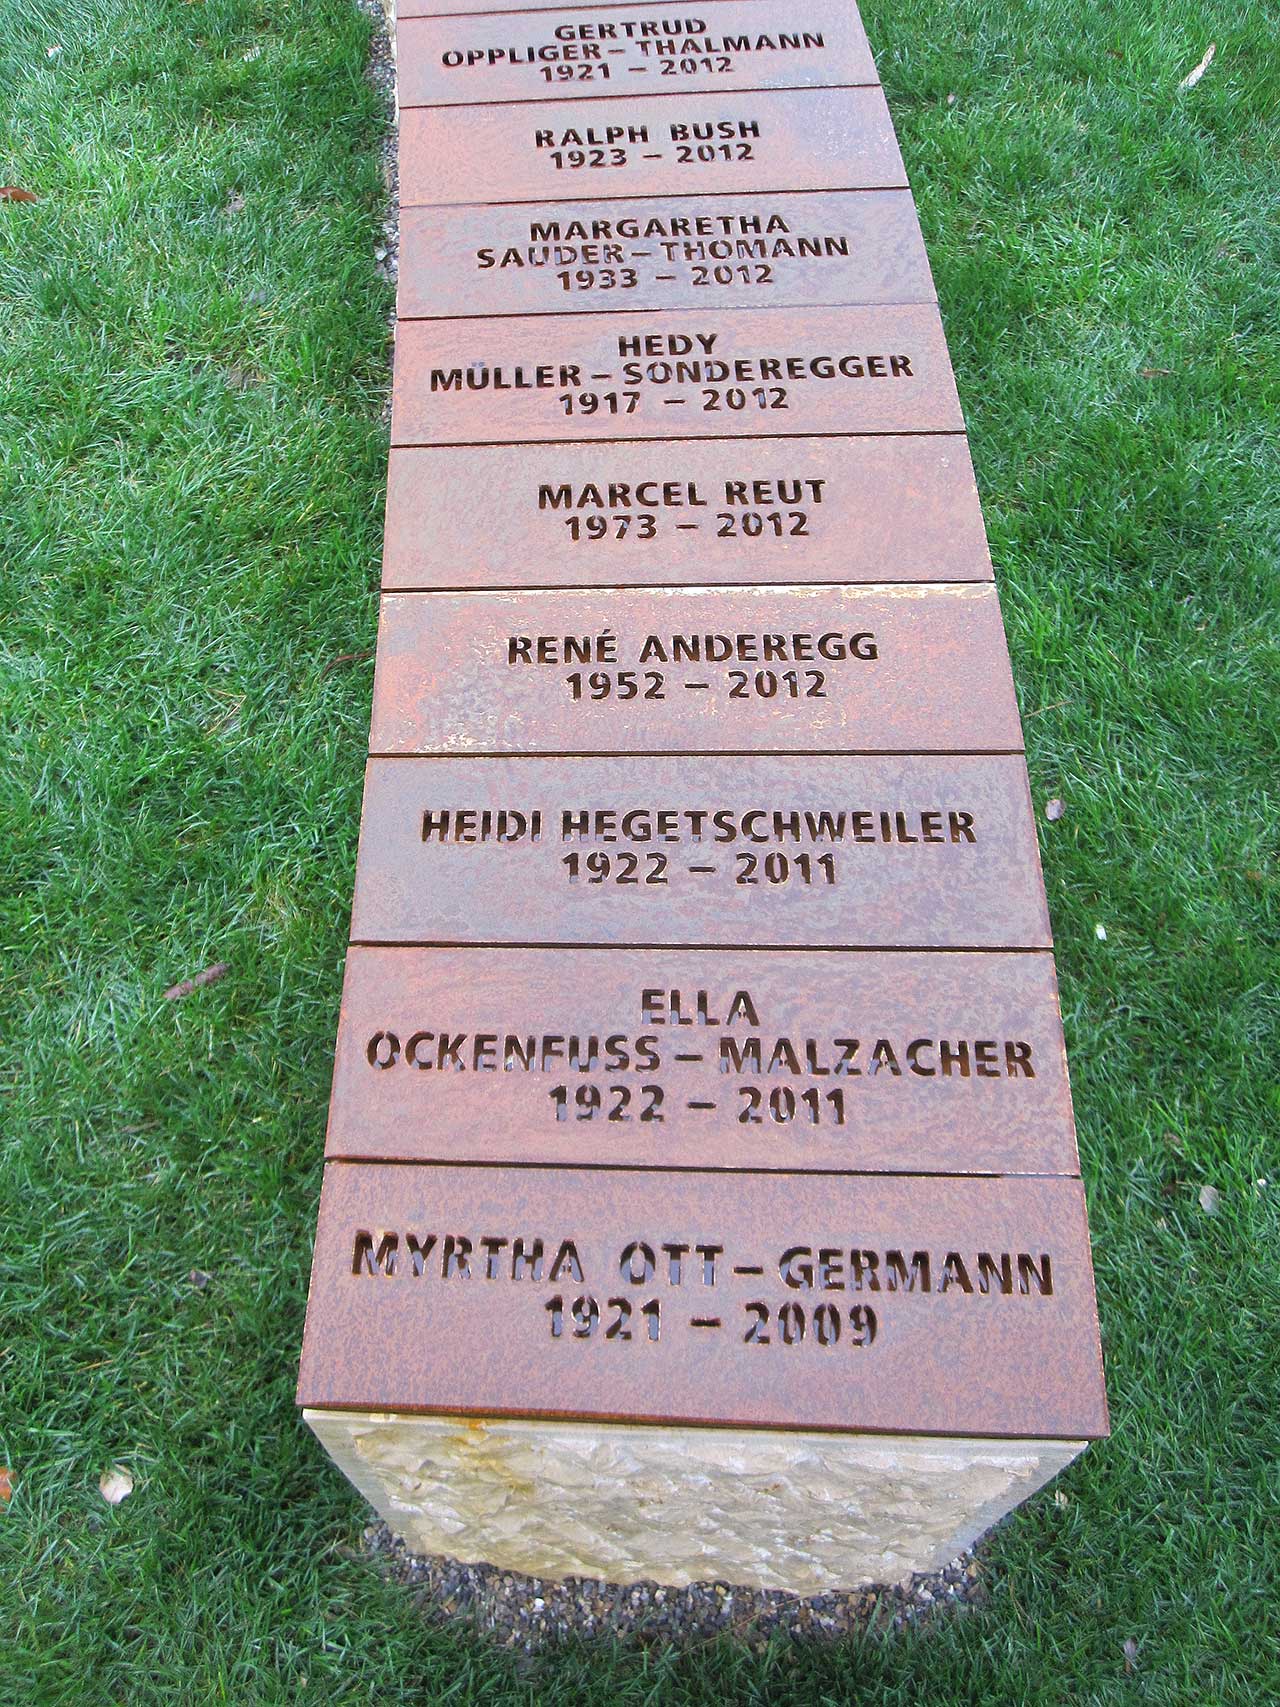 GERTRUD
OPPLIGER – THALMANN
1921 – 2012
RALPH BUSH
1923 – 2012
MARGARETHA
SAUDER – THOMANN
1933 – 2012
HEDY
MÜLLER – SONDEREGGER
1917 – 2012
MARCEL REUT
1973 – 2012
RENÉ ANDEREGG
1952 – 2012
HEIDI HEGETSCHWEILER
1922 – 2011
ELLA
OCKENFUSS – MALZACHER
1922 – 2011
MYRTHA OTT – GERMANN
1921 – 2009